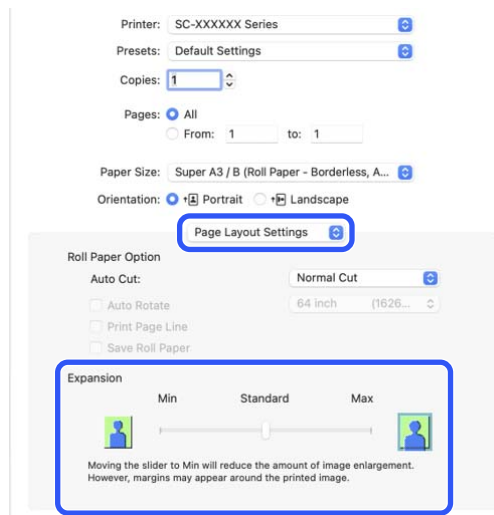 Printer: SC-XXXXXX Series
Presets: Default Settings
Copies: 1
Pages: All
From: 1 to: 1
Paper Size: Super A3 / B (Roll Paper - Borderless, A...
Orientation: Portrait Landscape
Page Layout Settings
Roll Paper Option
Auto Cut: Normal Cut
Auto Rotate 64 inch (1626...
Print Page Line
Save Roll Paper
Expansion
Min Standard Max
Moving the slider to Min will reduce the amount of image enlargement.
However, margins may appear around the printed image.